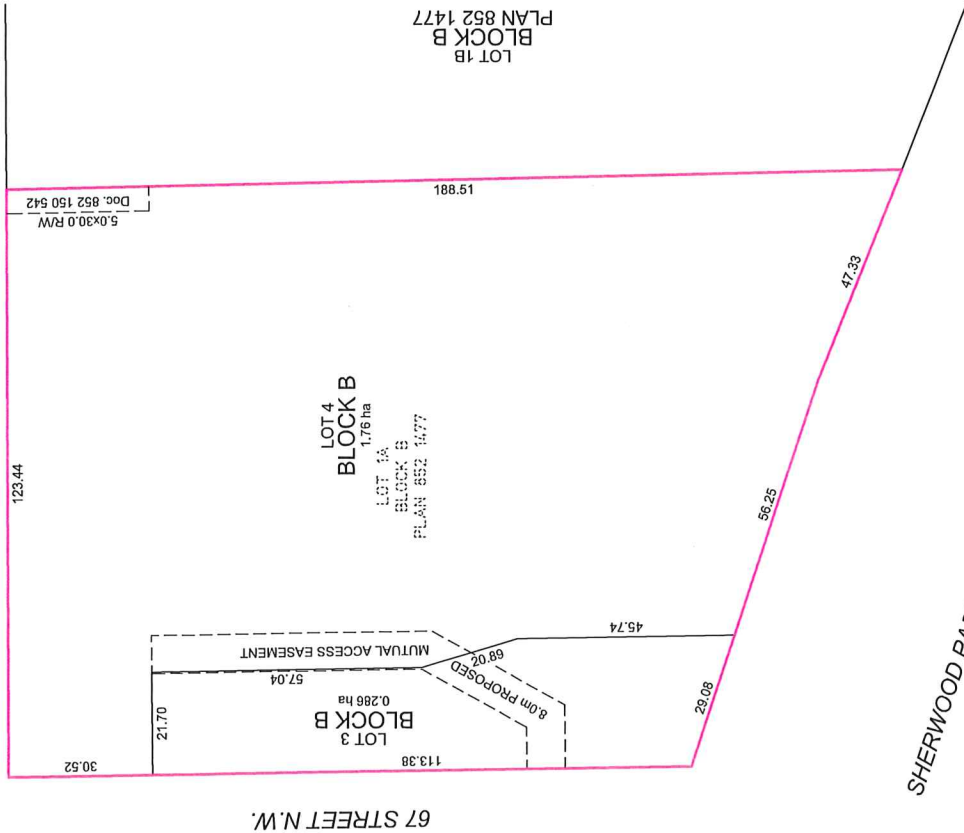 LOT 1B
BLOCK B
PLAN 852 1477
5.0x30.0 R/W
Doc. 852 150 542
188.51
123.44
47.33
LOT 4
BLOCK B
1.76 ha
LOT 1A
BLOCK B
PLAN 852 1477
56.25
45.74
MUTUAL ACCESS EASEMENT
20.89
8.0m PROPOSED
57.04
21.70
LOT 3
BLOCK B
0.286 ha
29.08
113.38
30.52
67 STREET N.W.
SHERWOOD